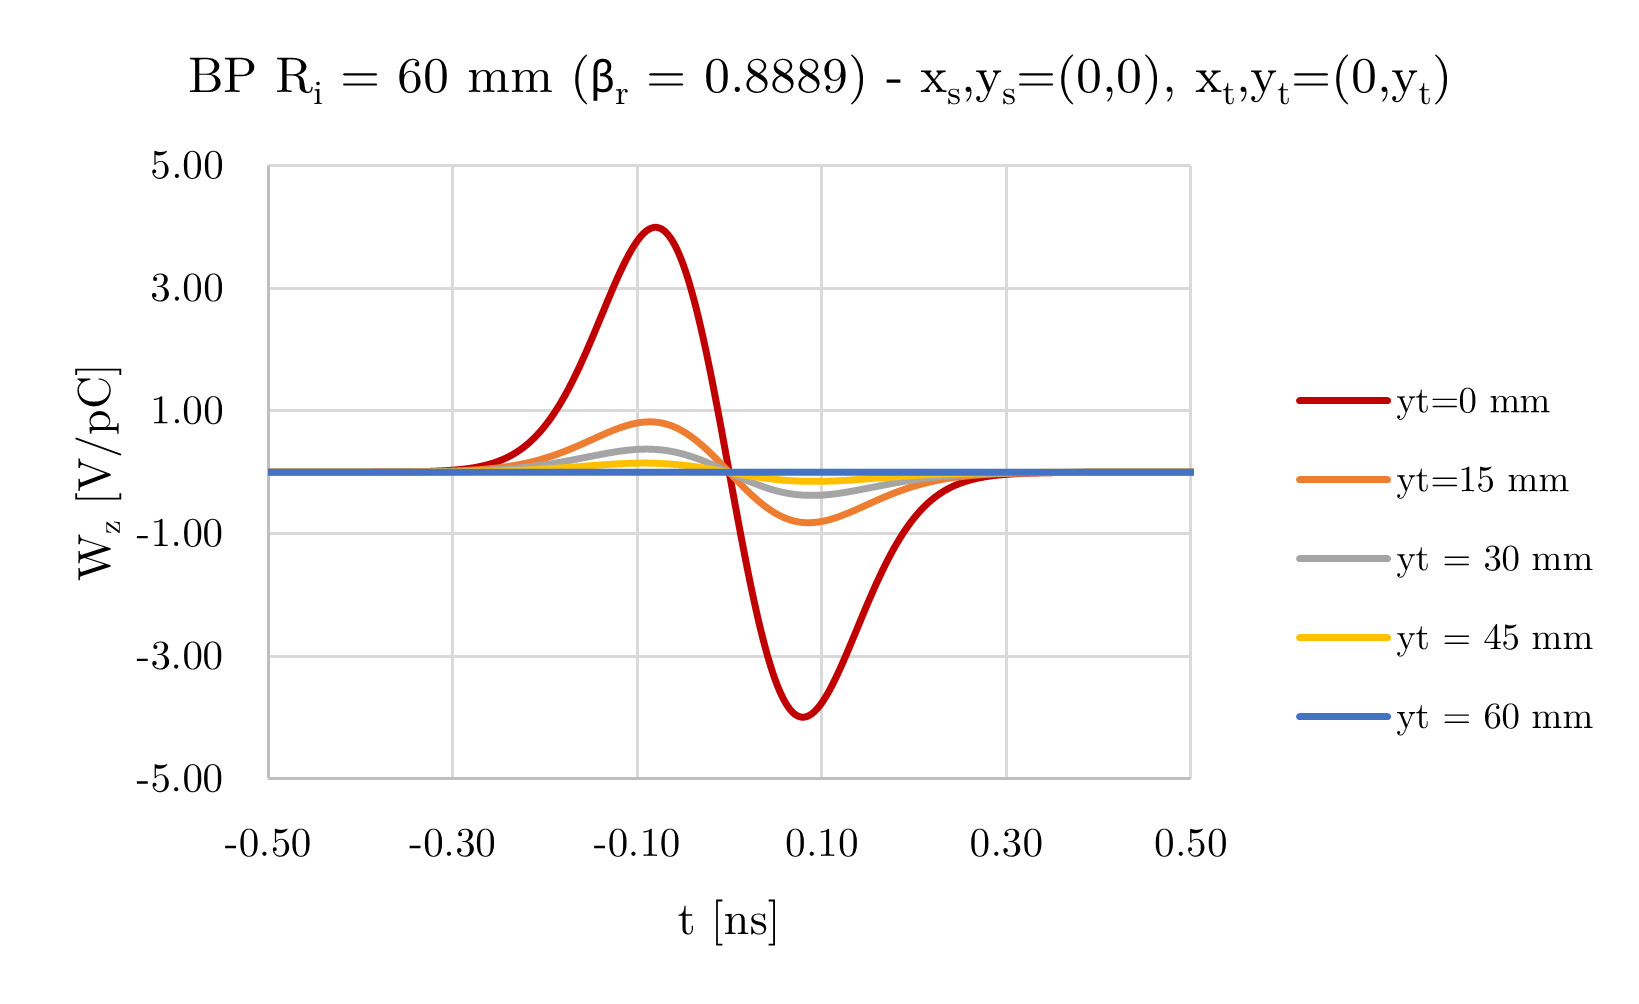 BP Rᵢ = 60 mm (βᵣ = 0.8889) - xₛ,yₛ=(0,0), xₜ,yₜ=(0,yₜ)
5.00
3.00
1.00
-1.00
-3.00
-5.00
W_z [V/pC]
-0.50
-0.30
-0.10
0.10
0.30
0.50
t [ns]
yt=0 mm
yt=15 mm
yt = 30 mm
yt = 45 mm
yt = 60 mm